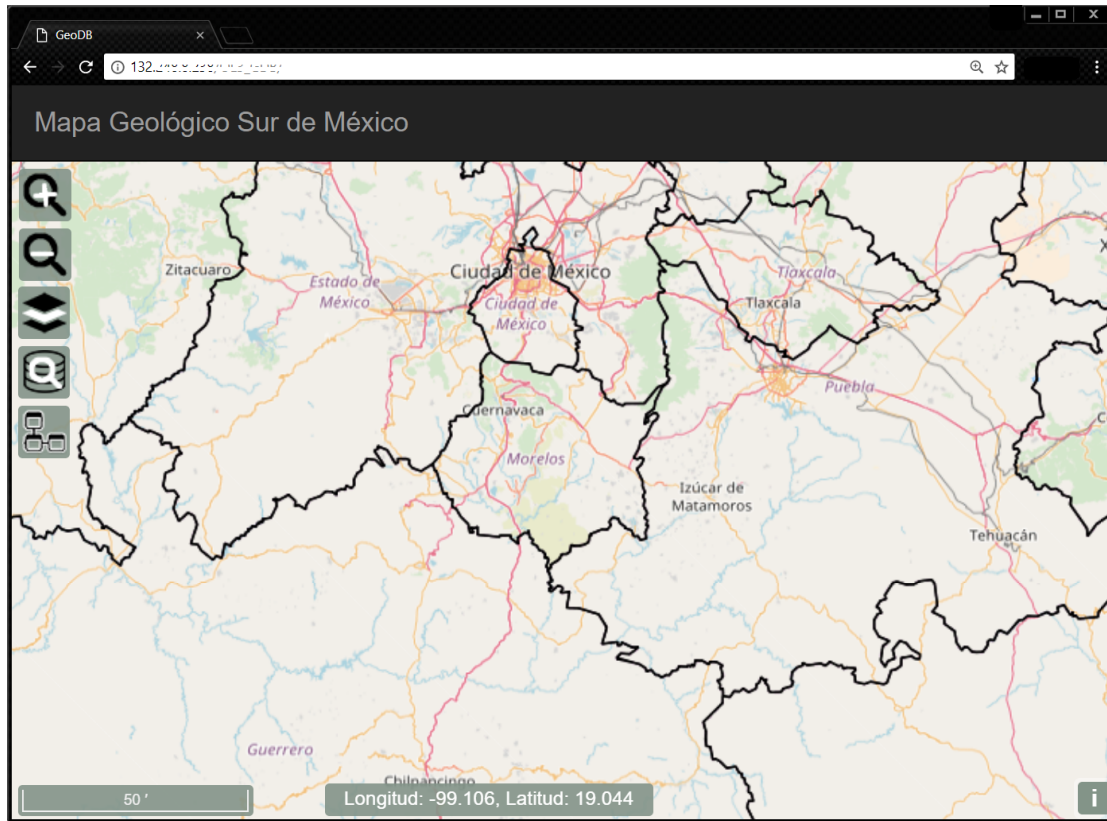 GeoDB
132.
Mapa Geológico Sur de México
Zitacuaro
Estado de
México
Ciudad de México
Ciudad de
México
Tlaxcala
Tlaxcala
Puebla
Cuernavaca
Morelos
Izúcar de
Matamoros
Tehuacán
Guerrero
Chilpancingo
50 ′
Longitud: -99.106, Latitud: 19.044
i